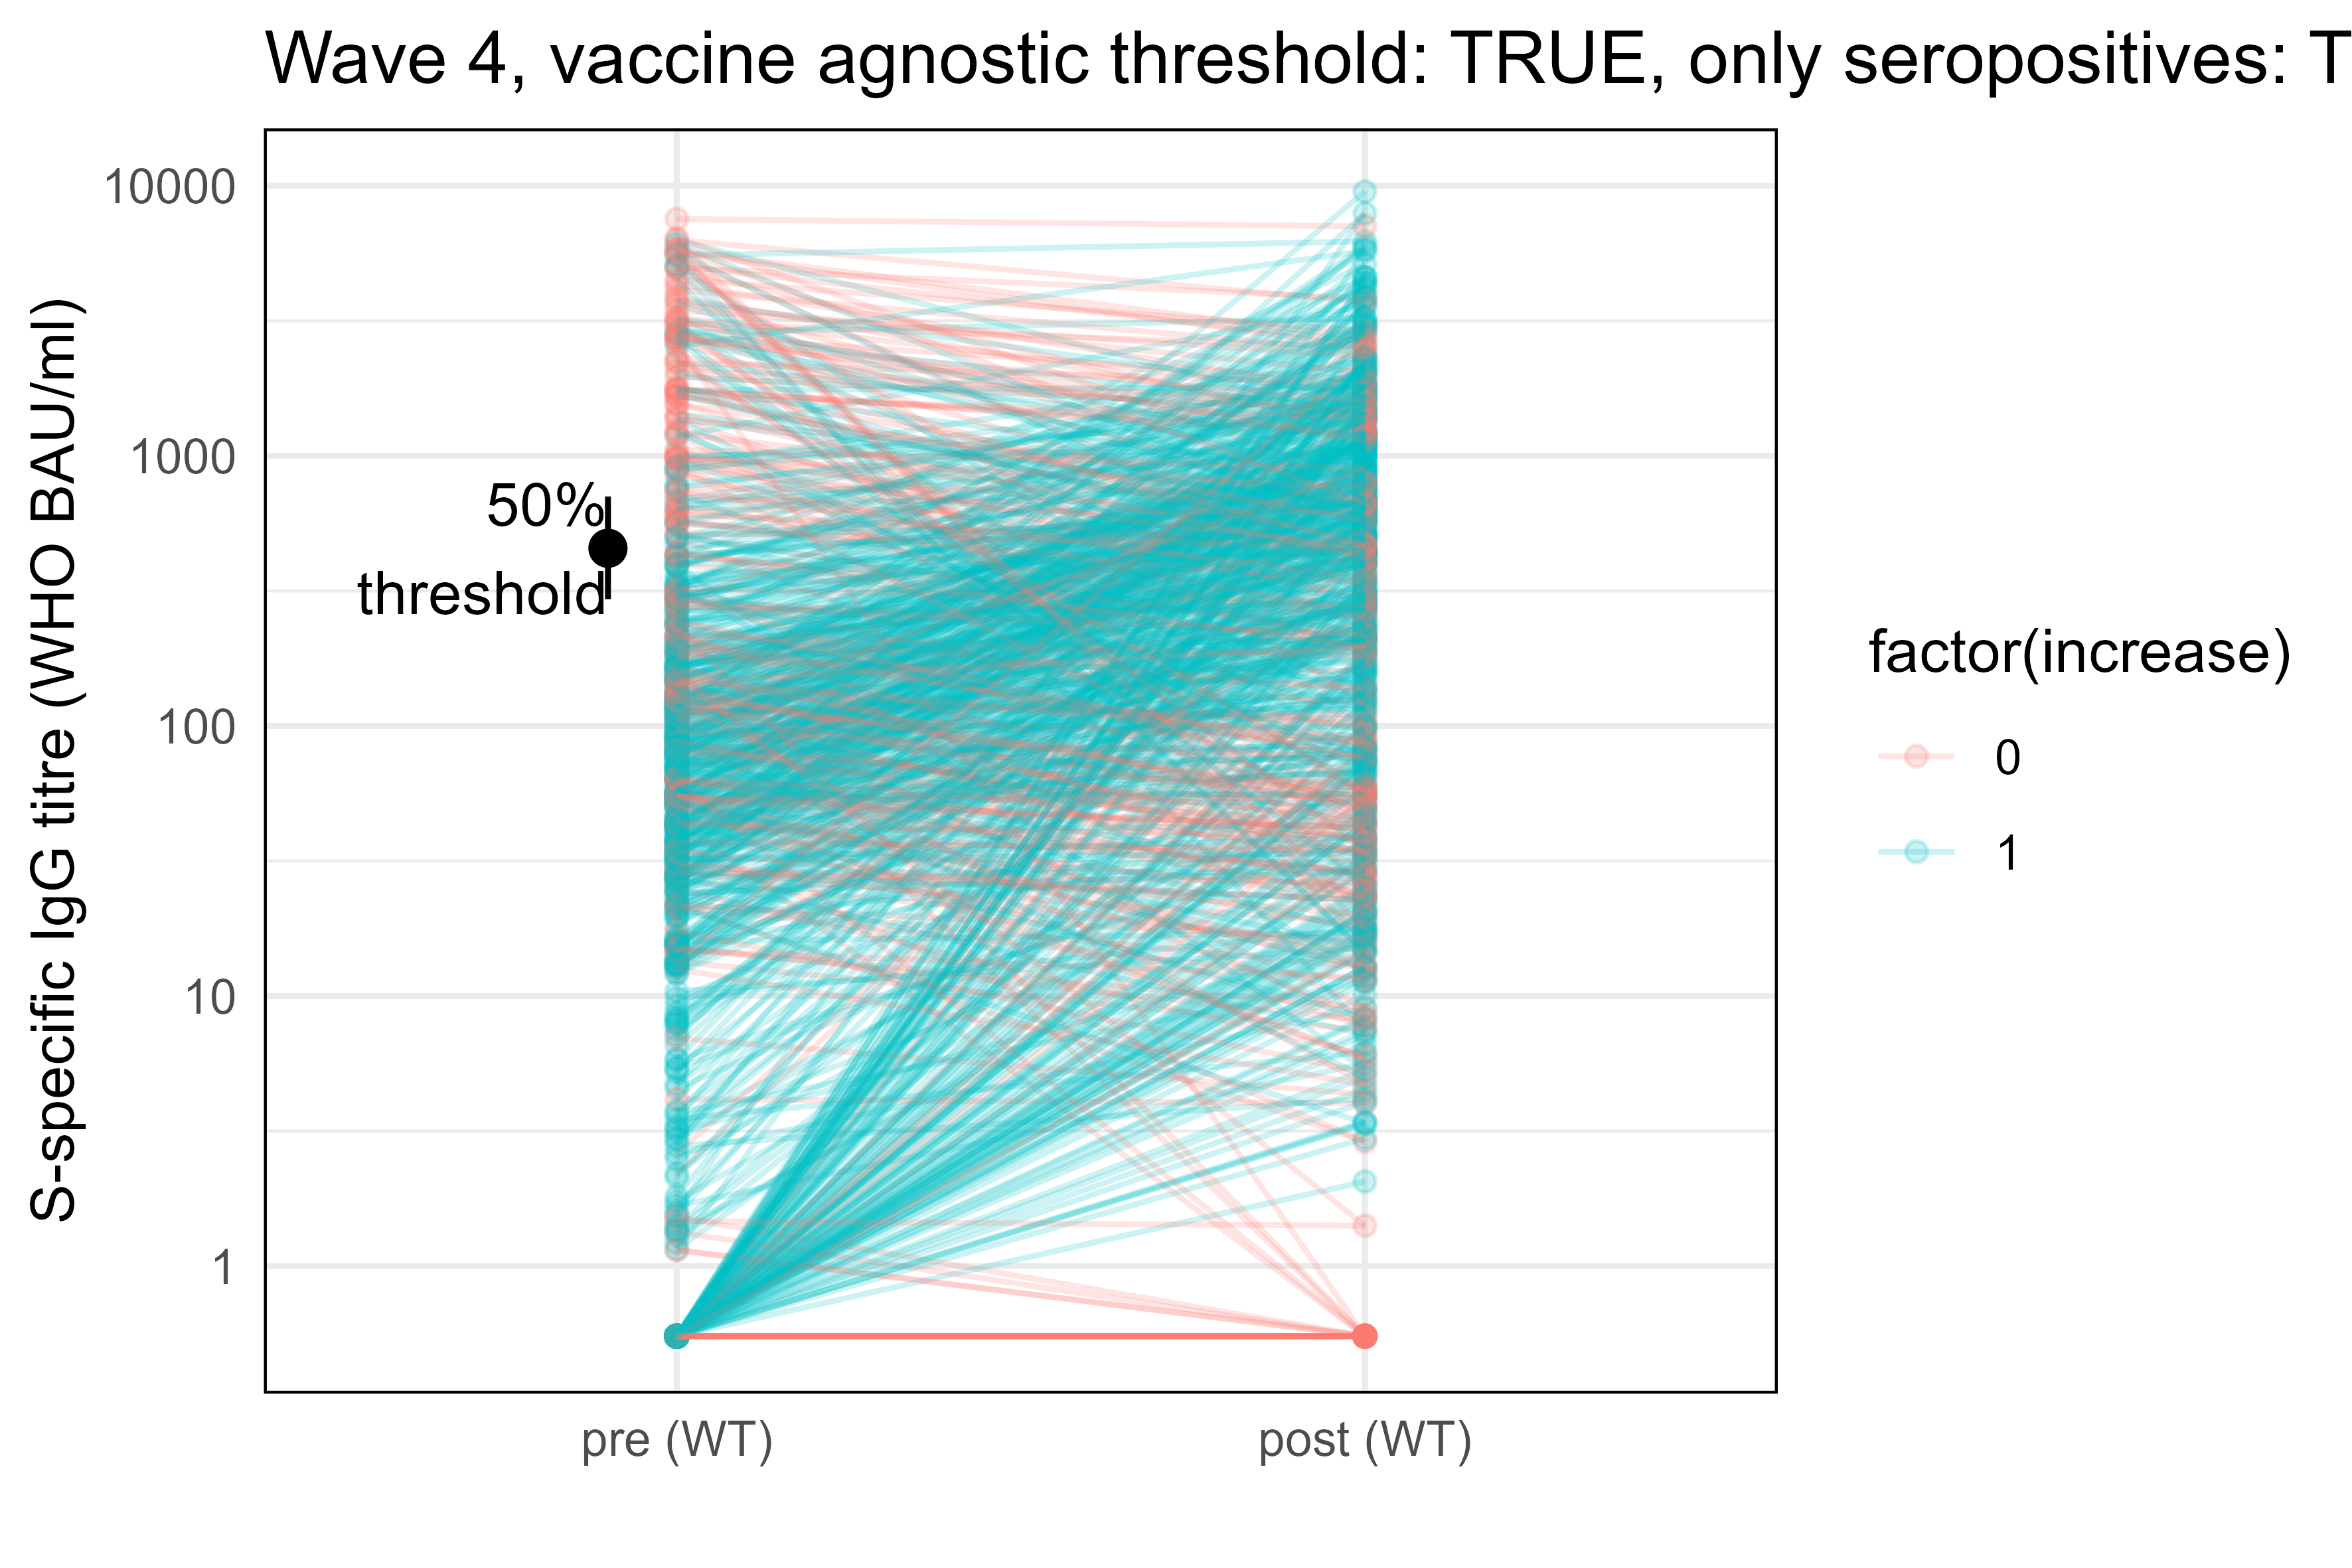 Wave 4, vaccine agnostic threshold: TRUE, only seropositives: T
S-specific IgG titre (WHO BAU/ml)
10000
1000
100
10
1
50%
threshold
pre (WT)
post (WT)
factor(increase)
0
1